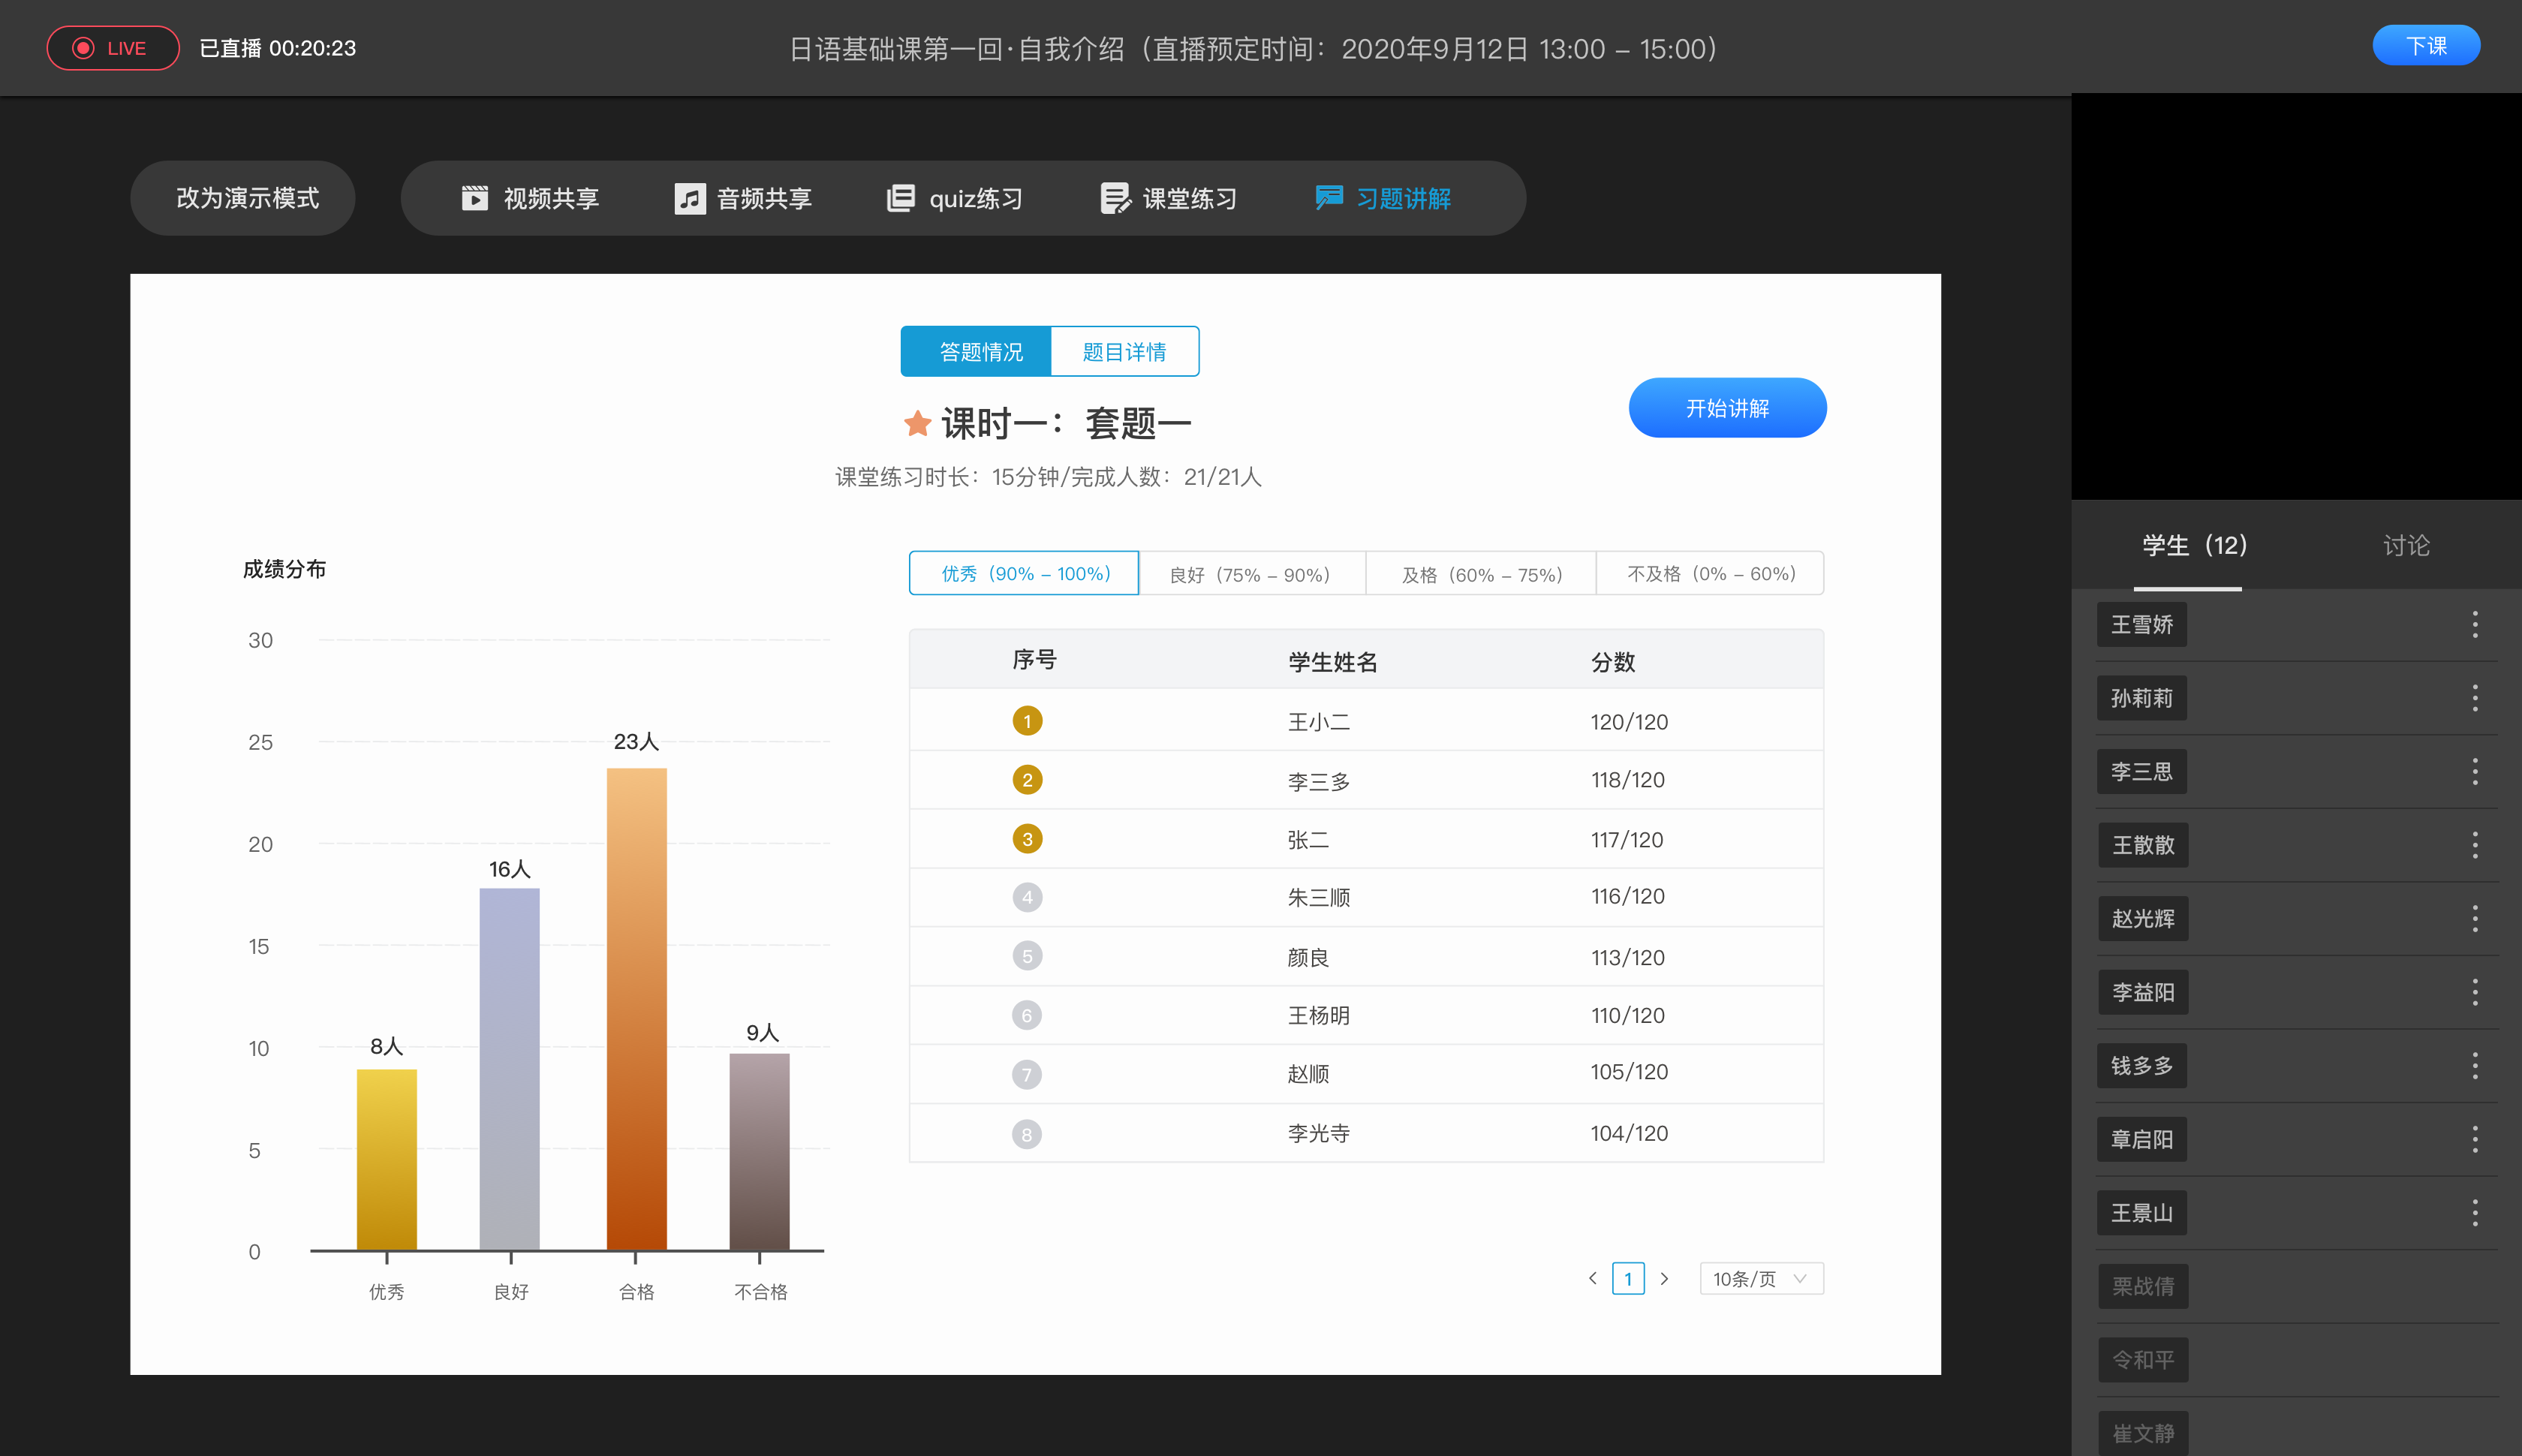 LIVE 已直播 00:20:23
日语基础课第一回·自我介绍（直播预定时间：2020年9月12日 13:00 – 15:00）
下课
改为演示模式
视频共享 音频共享 quiz练习 课堂练习 习题讲解
答题情况 题目详情
课时一：套题一
开始讲解
课堂练习时长：15分钟/完成人数：21/21人
成绩分布
30
25
20
15
10
5
0
8人
16人
23人
9人
优秀 良好 合格 不合格
优秀（90% – 100%） 良好（75% – 90%） 及格（60% – 75%） 不及格（0% – 60%）
序号 学生姓名 分数
1 王小二 120/120
2 李三多 118/120
3 张二 117/120
4 朱三顺 116/120
5 颜良 113/120
6 王杨明 110/120
7 赵顺 105/120
8 李光寺 104/120
1 10条/页
学生（12） 讨论
王雪娇
孙莉莉
李三思
王散散
赵光辉
李益阳
钱多多
章启阳
王景山
栗战倩
令和平
崔文静